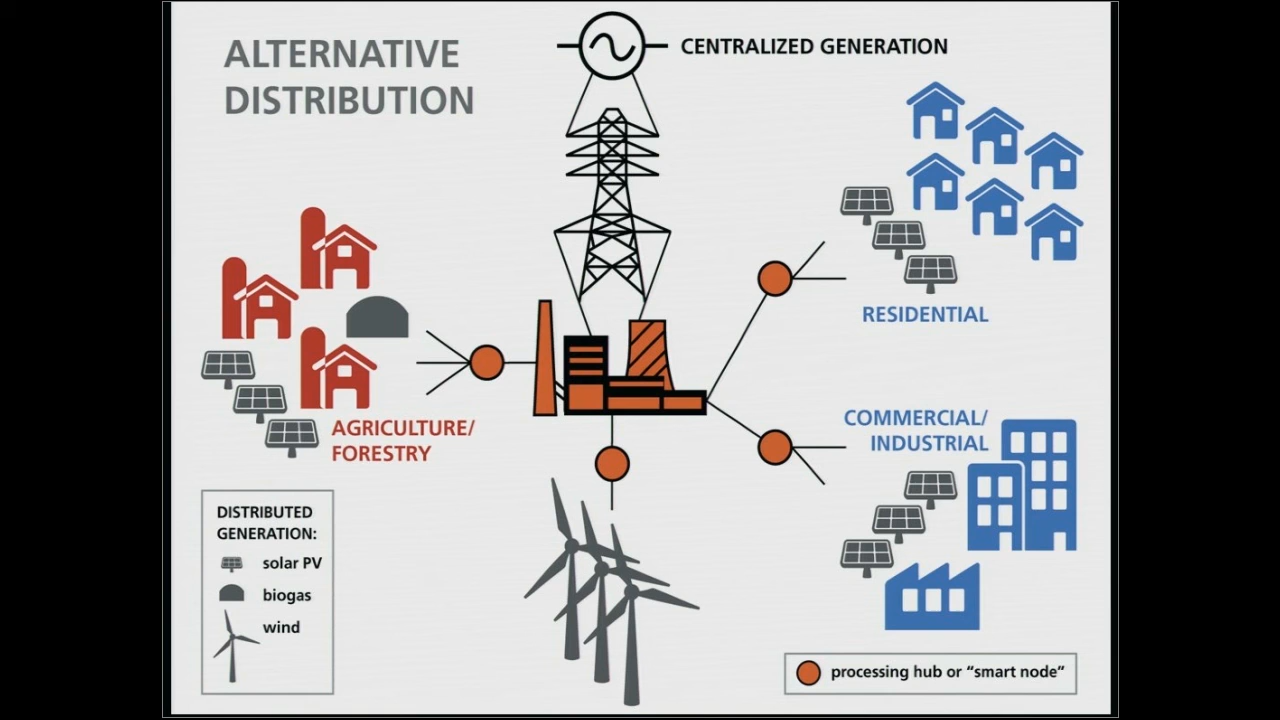 ALTERNATIVE
DISTRIBUTION
CENTRALIZED GENERATION
RESIDENTIAL
AGRICULTURE/
FORESTRY
COMMERCIAL/
INDUSTRIAL
DISTRIBUTED
GENERATION:
solar PV
biogas
wind
processing hub or “smart node”